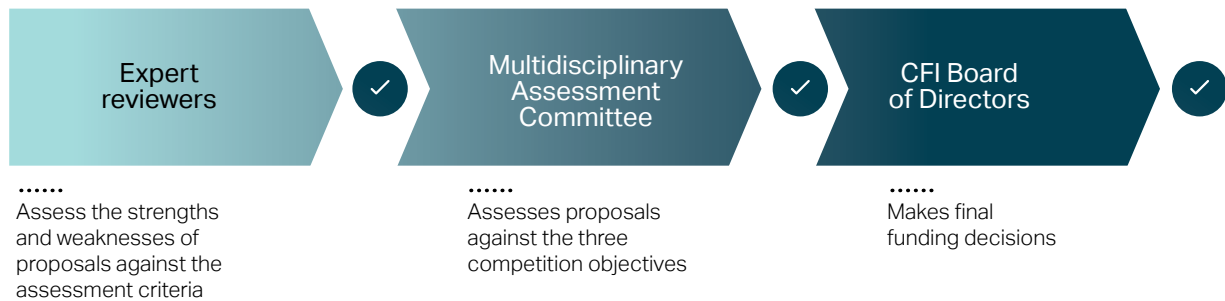 Expert
reviewers
Multidisciplinary
Assessment
Committee
CFI Board
of Directors
......
Assess the strengths
and weaknesses of
proposals against the
assessment criteria
......
Assesses proposals
against the three
competition objectives
......
Makes final
funding decisions